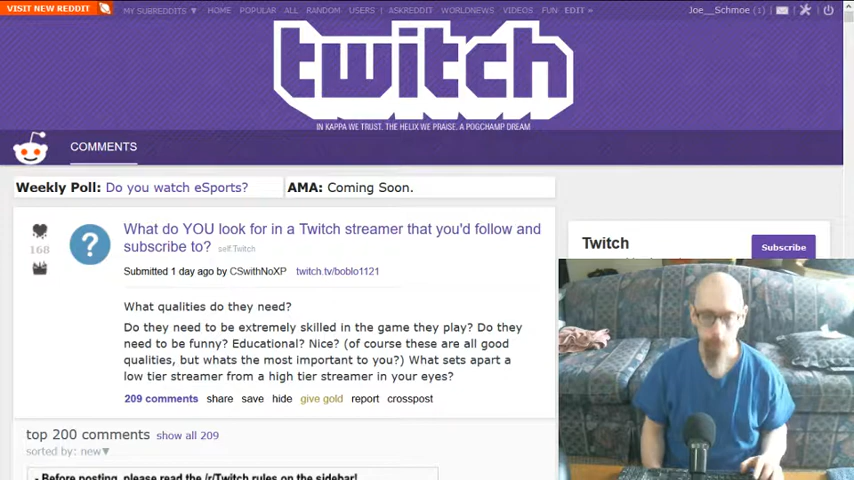 VISIT NEW REDDIT
MY SUBREDDITS ▼ HOME POPULAR ALL RANDOM USERS | ASKREDDIT WORLDNEWS VIDEOS FUN EDIT »
Joe__Schmoe (1)
twitch
IN KAPPA WE TRUST. THE HELIX WE PRAISE. A POGCHAMP DREAM
COMMENTS
Weekly Poll: Do you watch eSports?
AMA: Coming Soon.
What do YOU look for in a Twitch streamer that you'd follow and
subscribe to? self.Twitch
168
Submitted 1 day ago by CSwithNoXP twitch.tv/boblo1121
What qualities do they need?
Do they need to be extremely skilled in the game they play? Do they
need to be funny? Educational? Nice? (of course these are all good
qualities, but whats the most important to you?) What sets apart a
low tier streamer from a high tier streamer in your eyes?
209 comments share save hide give gold report crosspost
Twitch
Subscribe
top 200 comments show all 209
sorted by: new▼
- Before posting, please read the /r/Twitch rules on the sidebar!